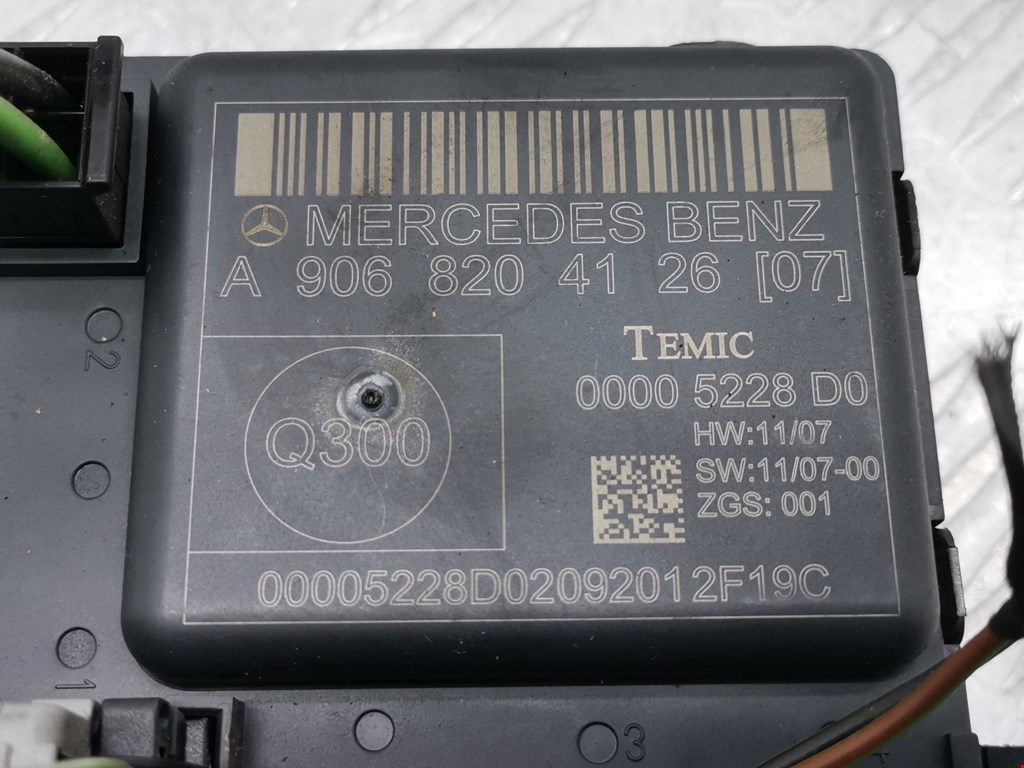 MERCEDES BENZ
A 906 820 41 26 [07]
TEMIC
0000 5228 D0
HW:11/07
SW:11/07-00
ZGS: 001
Q300
00005228D02092012F19C
2
1
3